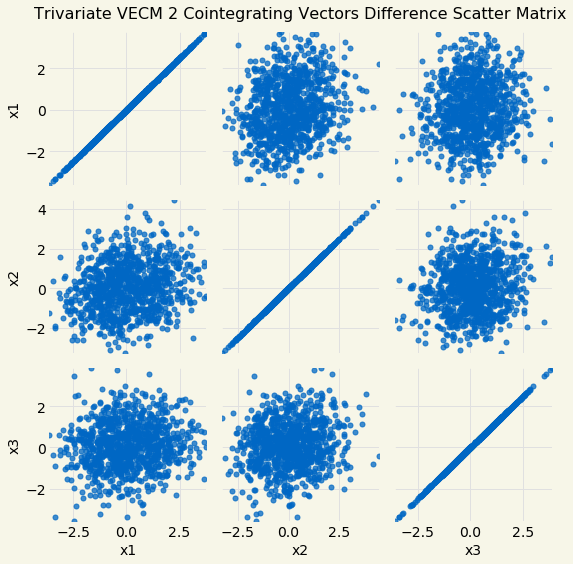 Trivariate VECM 2 Cointegrating Vectors Difference Scatter Matrix
x1
2
0
−2
x2
4
2
0
−2
x3
2
0
−2
−2.5 0.0 2.5 −2.5 0.0 2.5 −2.5 0.0 2.5
x1 x2 x3